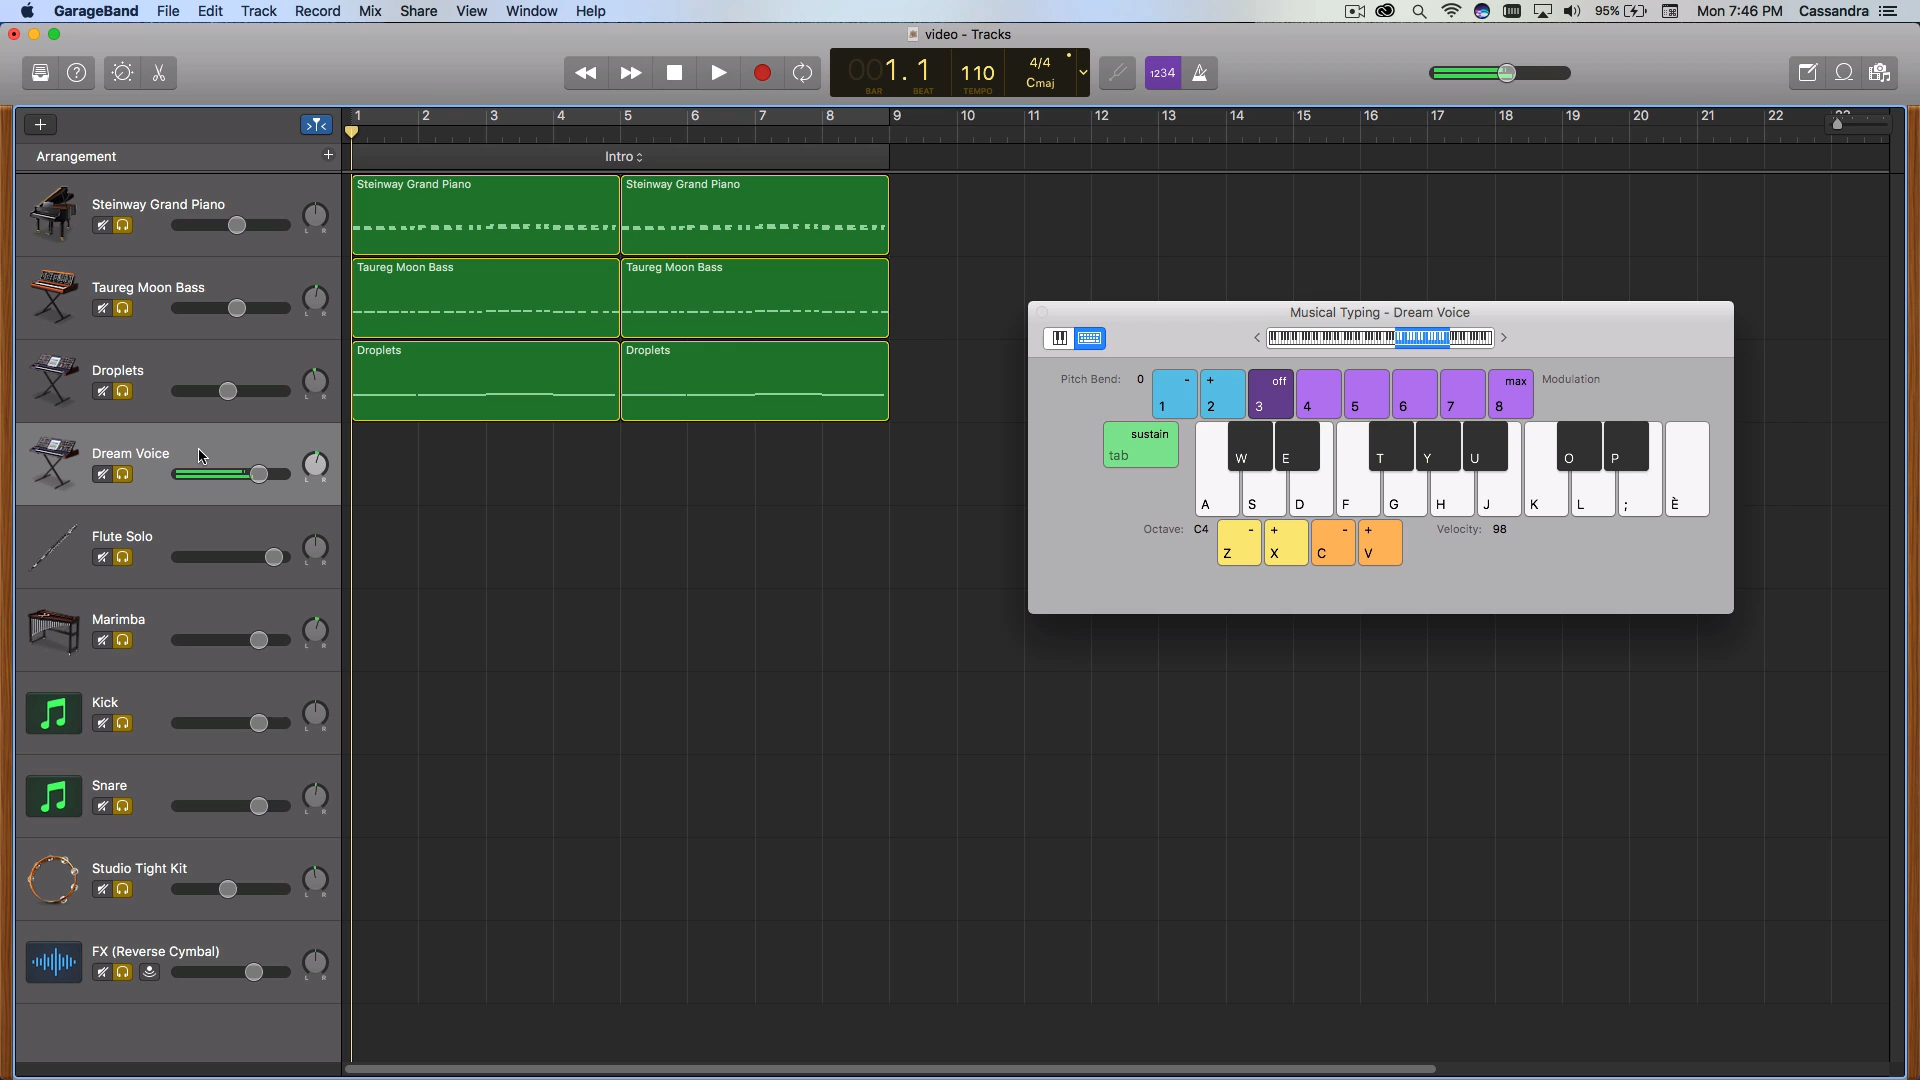 GarageBand File Edit Track Record Mix Share View Window Help 95% Mon 7:46 PM Cassandra
video - Tracks
001. 1 110 4/4 Cmaj 1234
BAR BEAT TEMPO
1 2 3 4 5 6 7 8 9 10 11 12 13 14 15 16 17 18 19 20 21 22 23
Arrangement + Intro
Steinway Grand Piano
L R
Steinway Grand Piano Steinway Grand Piano
Taureg Moon Bass
L R
Taureg Moon Bass Taureg Moon Bass
Droplets
L R
Droplets Droplets
Dream Voice
L R
Flute Solo
L R
Marimba
L R
Kick
L R
Snare
L R
Studio Tight Kit
L R
FX (Reverse Cymbal)
L R
Musical Typing - Dream Voice
Pitch Bend: 0 - + off max Modulation
1 2 3 4 5 6 7 8
sustain
tab
W E T Y U O P
A S D F G H J K L ; È
Octave: C4 - + - + Velocity: 98
Z X C V